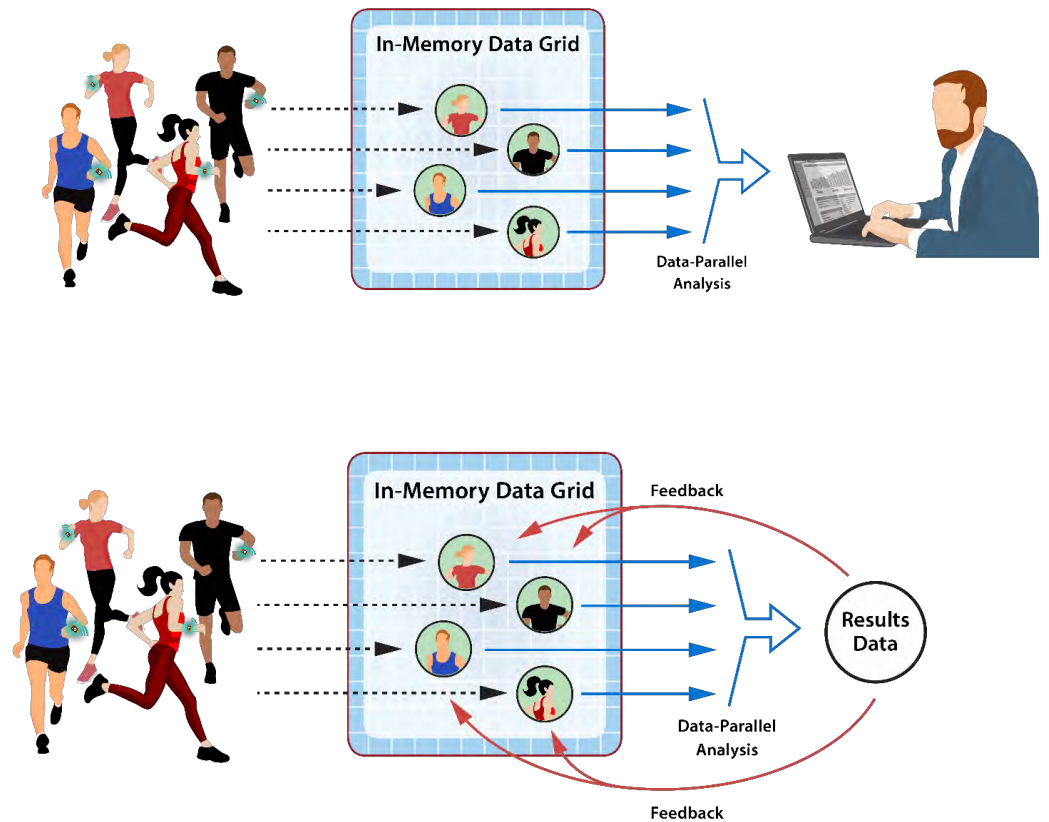 In-Memory Data Grid
Data-Parallel
Analysis
In-Memory Data Grid
Feedback
Results
Data
Data-Parallel
Analysis
Feedback